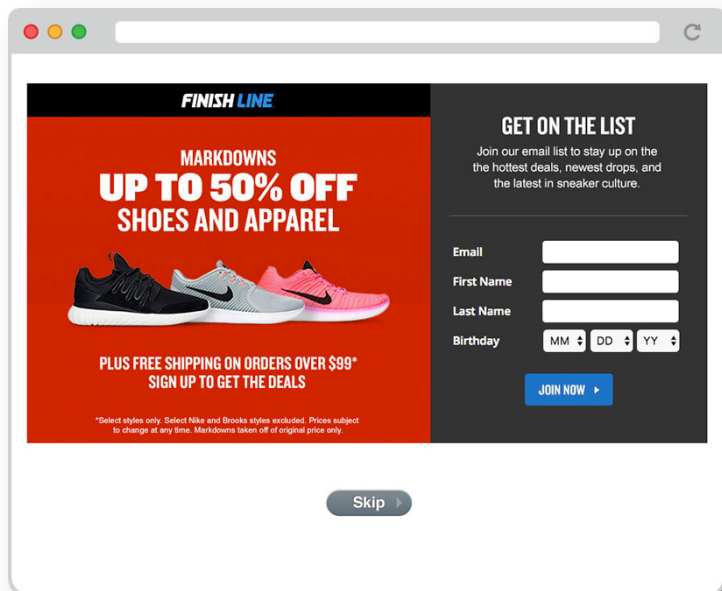 FINISH LINE
MARKDOWNS
UP TO 50% OFF
SHOES AND APPAREL
PLUS FREE SHIPPING ON ORDERS OVER $99*
SIGN UP TO GET THE DEALS
*Select styles only. Select Nike and Brooks styles excluded. Prices subject
to change at any time. Markdowns taken off of original price only.
GET ON THE LIST
Join our email list to stay up on the
the hottest deals, newest drops, and
the latest in sneaker culture.
Email
First Name
Last Name
Birthday MM DD YY
JOIN NOW
Skip